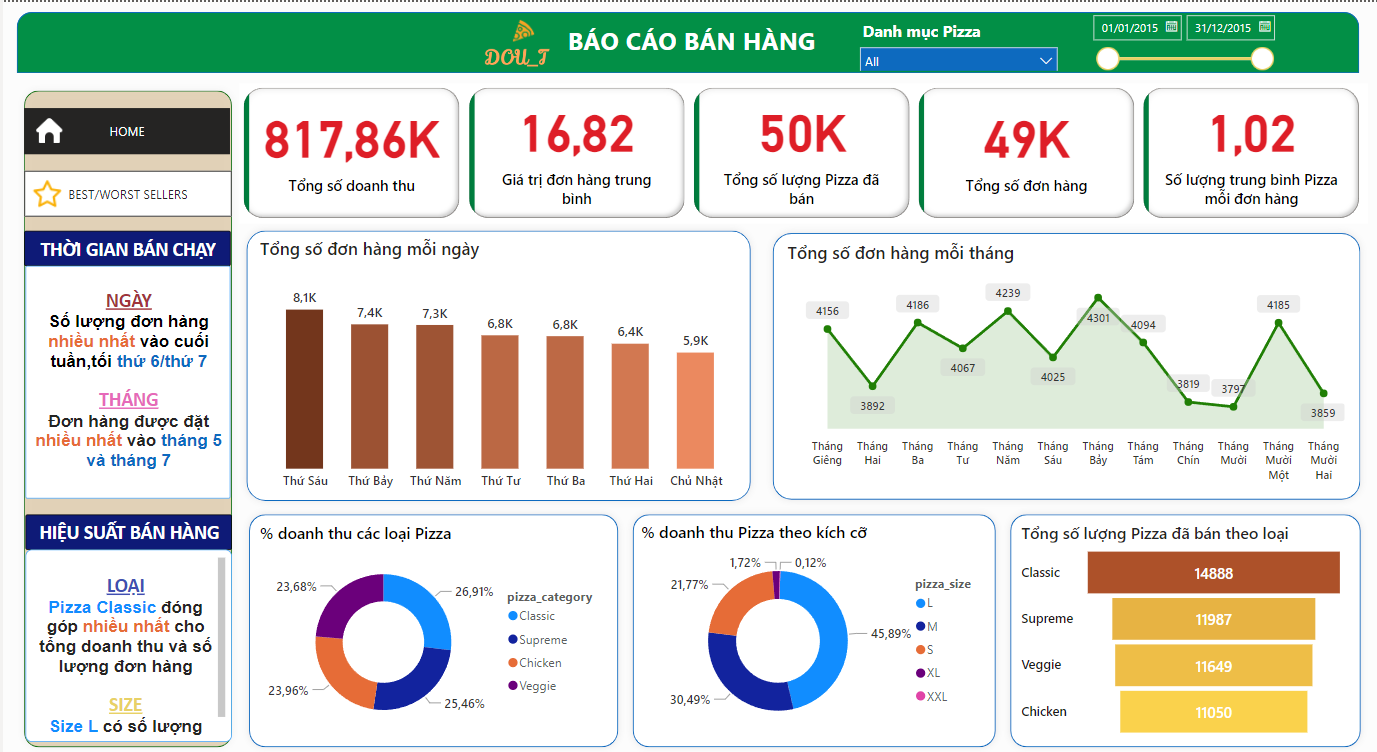 DOU_T
BÁO CÁO BÁN HÀNG
Danh mục Pizza
All
01/01/2015
31/12/2015
HOME
BEST/WORST SELLERS
THỜI GIAN BÁN CHẠY
NGÀY
Số lượng đơn hàng
nhiều nhất vào cuối
tuần,tối thứ 6/thứ 7
THÁNG
Đơn hàng được đặt
nhiều nhất vào tháng 5
và tháng 7
HIỆU SUẤT BÁN HÀNG
LOẠI
Pizza Classic đóng
góp nhiều nhất cho
tổng doanh thu và số
lượng đơn hàng
SIZE
Size L có số lượng
817,86K
Tổng số doanh thu
16,82
Giá trị đơn hàng trung
bình
50K
Tổng số lượng Pizza đã
bán
49K
Tổng số đơn hàng
1,02
Số lượng trung bình Pizza
mỗi đơn hàng
Tổng số đơn hàng mỗi ngày
8,1K
7,4K
7,3K
6,8K
6,8K
6,4K
5,9K
Thứ Sáu
Thứ Bảy
Thứ Năm
Thứ Tư
Thứ Ba
Thứ Hai
Chủ Nhật
Tổng số đơn hàng mỗi tháng
4156
3892
4186
4067
4239
4025
4301
4094
3819
3797
4185
3859
Tháng
Giêng
Tháng
Hai
Tháng
Ba
Tháng
Tư
Tháng
Năm
Tháng
Sáu
Tháng
Bảy
Tháng
Tám
Tháng
Chín
Tháng
Mười
Tháng
Mười
Một
Tháng
Mười
Hai
% doanh thu các loại Pizza
23,68%
26,91%
23,96%
25,46%
pizza_category
Classic
Supreme
Chicken
Veggie
% doanh thu Pizza theo kích cỡ
1,72%
0,12%
21,77%
45,89%
30,49%
pizza_size
L
M
S
XL
XXL
Tổng số lượng Pizza đã bán theo loại
Classic
14888
Supreme
11987
Veggie
11649
Chicken
11050